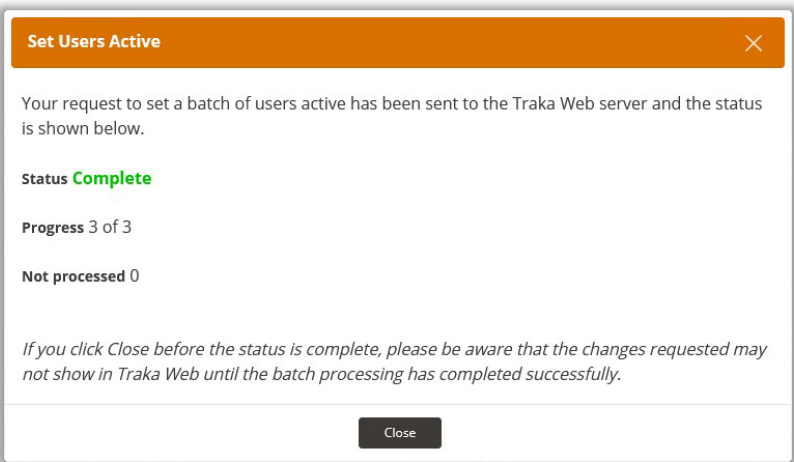 Set Users Active
Your request to set a batch of users active has been sent to the Traka Web server and the status
is shown below.
Status Complete
Progress 3 of 3
Not processed 0
If you click Close before the status is complete, please be aware that the changes requested may
not show in Traka Web until the batch processing has completed successfully.
Close